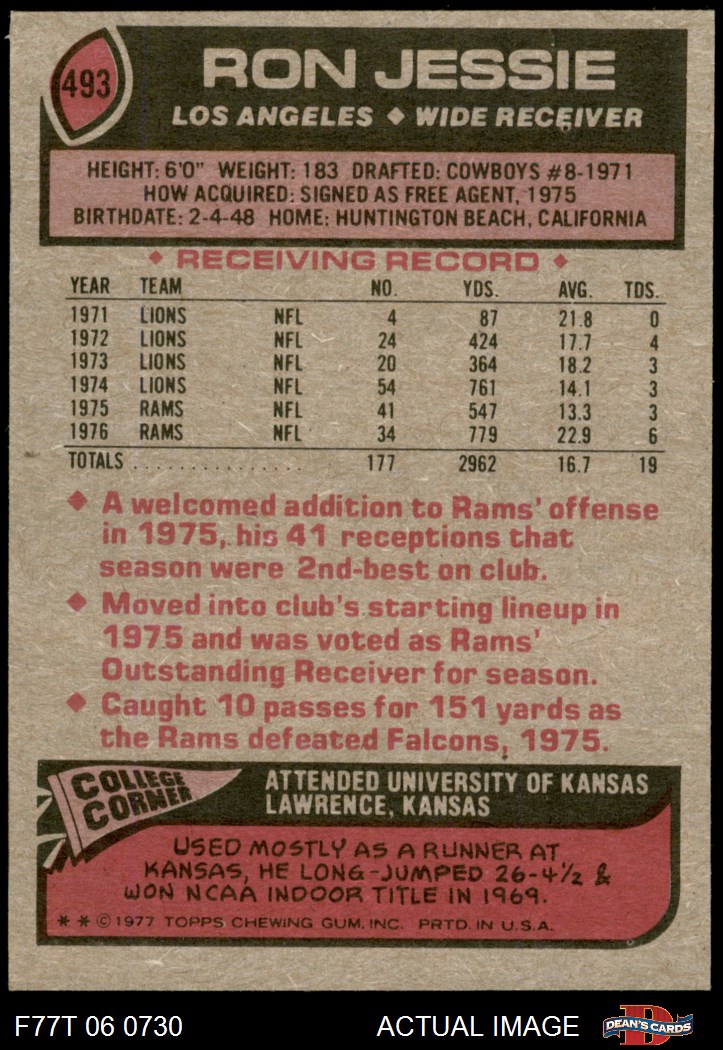 493
RON JESSIE
LOS ANGELES ◆ WIDE RECEIVER
HEIGHT: 6'0" WEIGHT: 183 DRAFTED: COWBOYS #8-1971
HOW ACQUIRED: SIGNED AS FREE AGENT, 1975
BIRTHDATE: 2-4-48 HOME: HUNTINGTON BEACH, CALIFORNIA
◆ RECEIVING RECORD ◆
YEAR TEAM NO. YDS. AVG. TDS.
1971 LIONS NFL 4 87 21.8 0
1972 LIONS NFL 24 424 17.7 4
1973 LIONS NFL 20 364 18.2 3
1974 LIONS NFL 54 761 14.1 3
1975 RAMS NFL 41 547 13.3 3
1976 RAMS NFL 34 779 22.9 6
TOTALS . . . . . . . . . . . . . . . . 177 2962 16.7 19
◆ A welcomed addition to Rams' offense
in 1975, his 41 receptions that
season were 2nd-best on club.
◆ Moved into club's starting lineup in
1975 and was voted as Rams'
Outstanding Receiver for season.
◆ Caught 10 passes for 151 yards as
the Rams defeated Falcons, 1975.
COLLEGE
CORNER
ATTENDED UNIVERSITY OF KANSAS
LAWRENCE, KANSAS
USED MOSTLY AS A RUNNER AT
KANSAS, HE LONG-JUMPED 26-4½ &
WON NCAA INDOOR TITLE IN 1969.
* * © 1977 TOPPS CHEWING GUM, INC. PRTD. IN U.S.A.
F77T 06 0730 ACTUAL IMAGE
D
DEAN'S CARDS